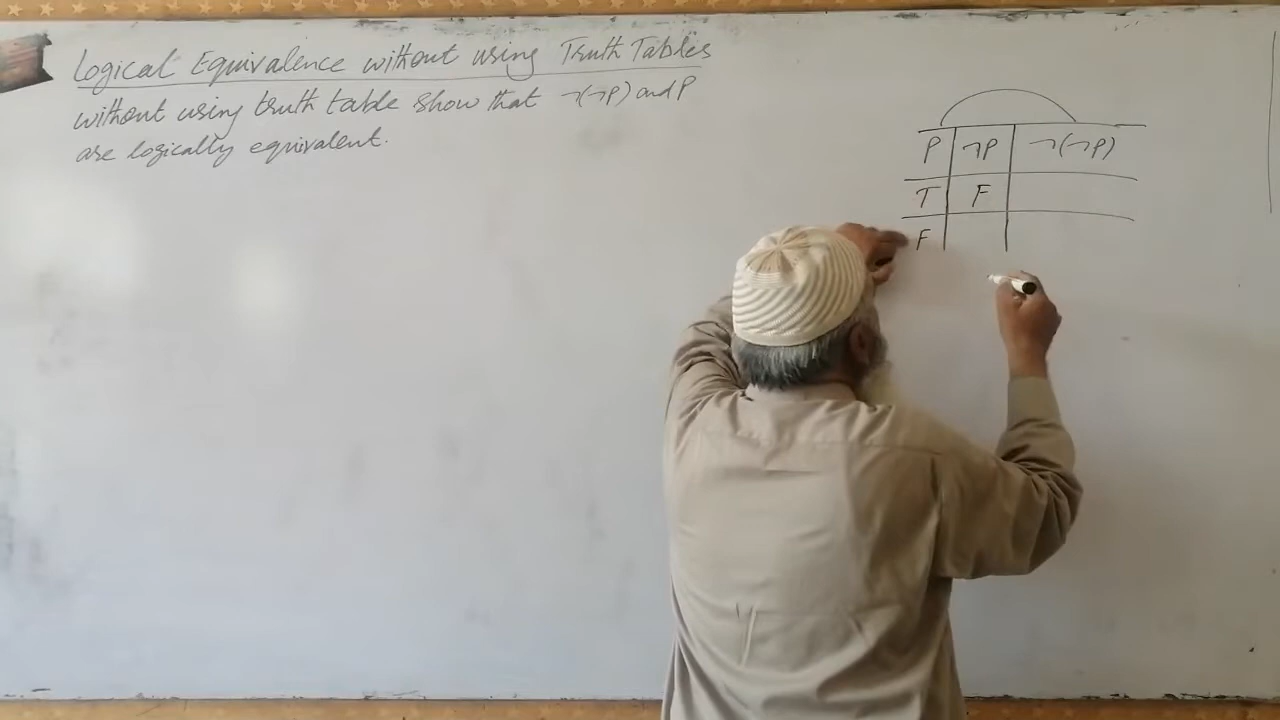 Logical Equivalence without using Truth Tables
without using truth table show that ¬(¬P) and P
are logically equivalent.
P ¬P ¬(¬P)
T F
F